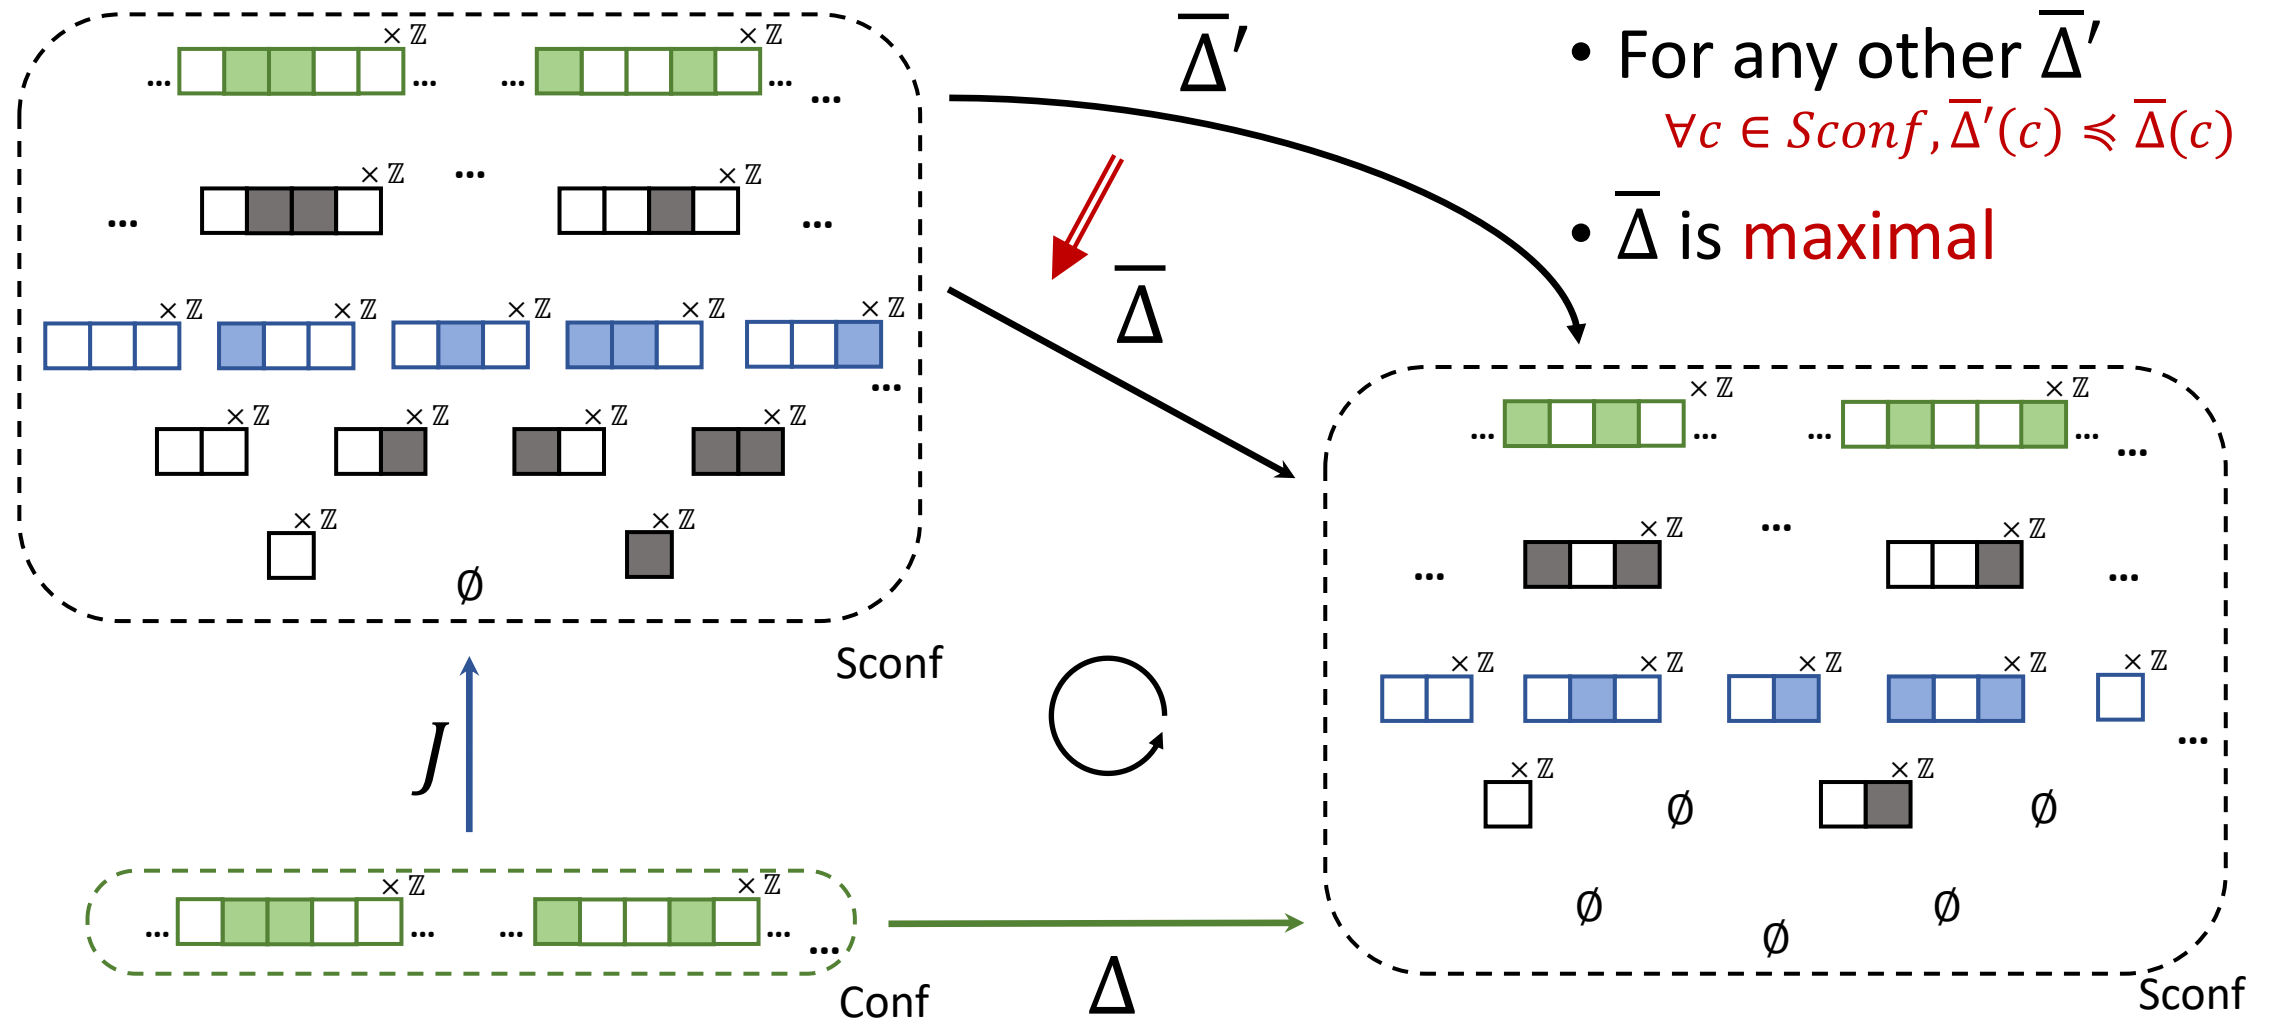 × ℤ × ℤ
... ... ... ... ...
× ℤ ... × ℤ
... ...
× ℤ × ℤ × ℤ × ℤ × ℤ
...
× ℤ × ℤ × ℤ × ℤ
× ℤ × ℤ
∅
Sconf
J
× ℤ × ℤ
... ... ... ... ...
Conf
Δ̅′
Δ̅
Δ
• For any other Δ̅′
∀c ∈ Sconf, Δ̅′(c) ≼ Δ̅(c)
• Δ̅ is maximal
× ℤ × ℤ
... ... ... ... ...
× ℤ ... × ℤ
... ...
× ℤ × ℤ × ℤ × ℤ × ℤ
...
× ℤ ∅ × ℤ ∅
∅ ∅
∅
Sconf